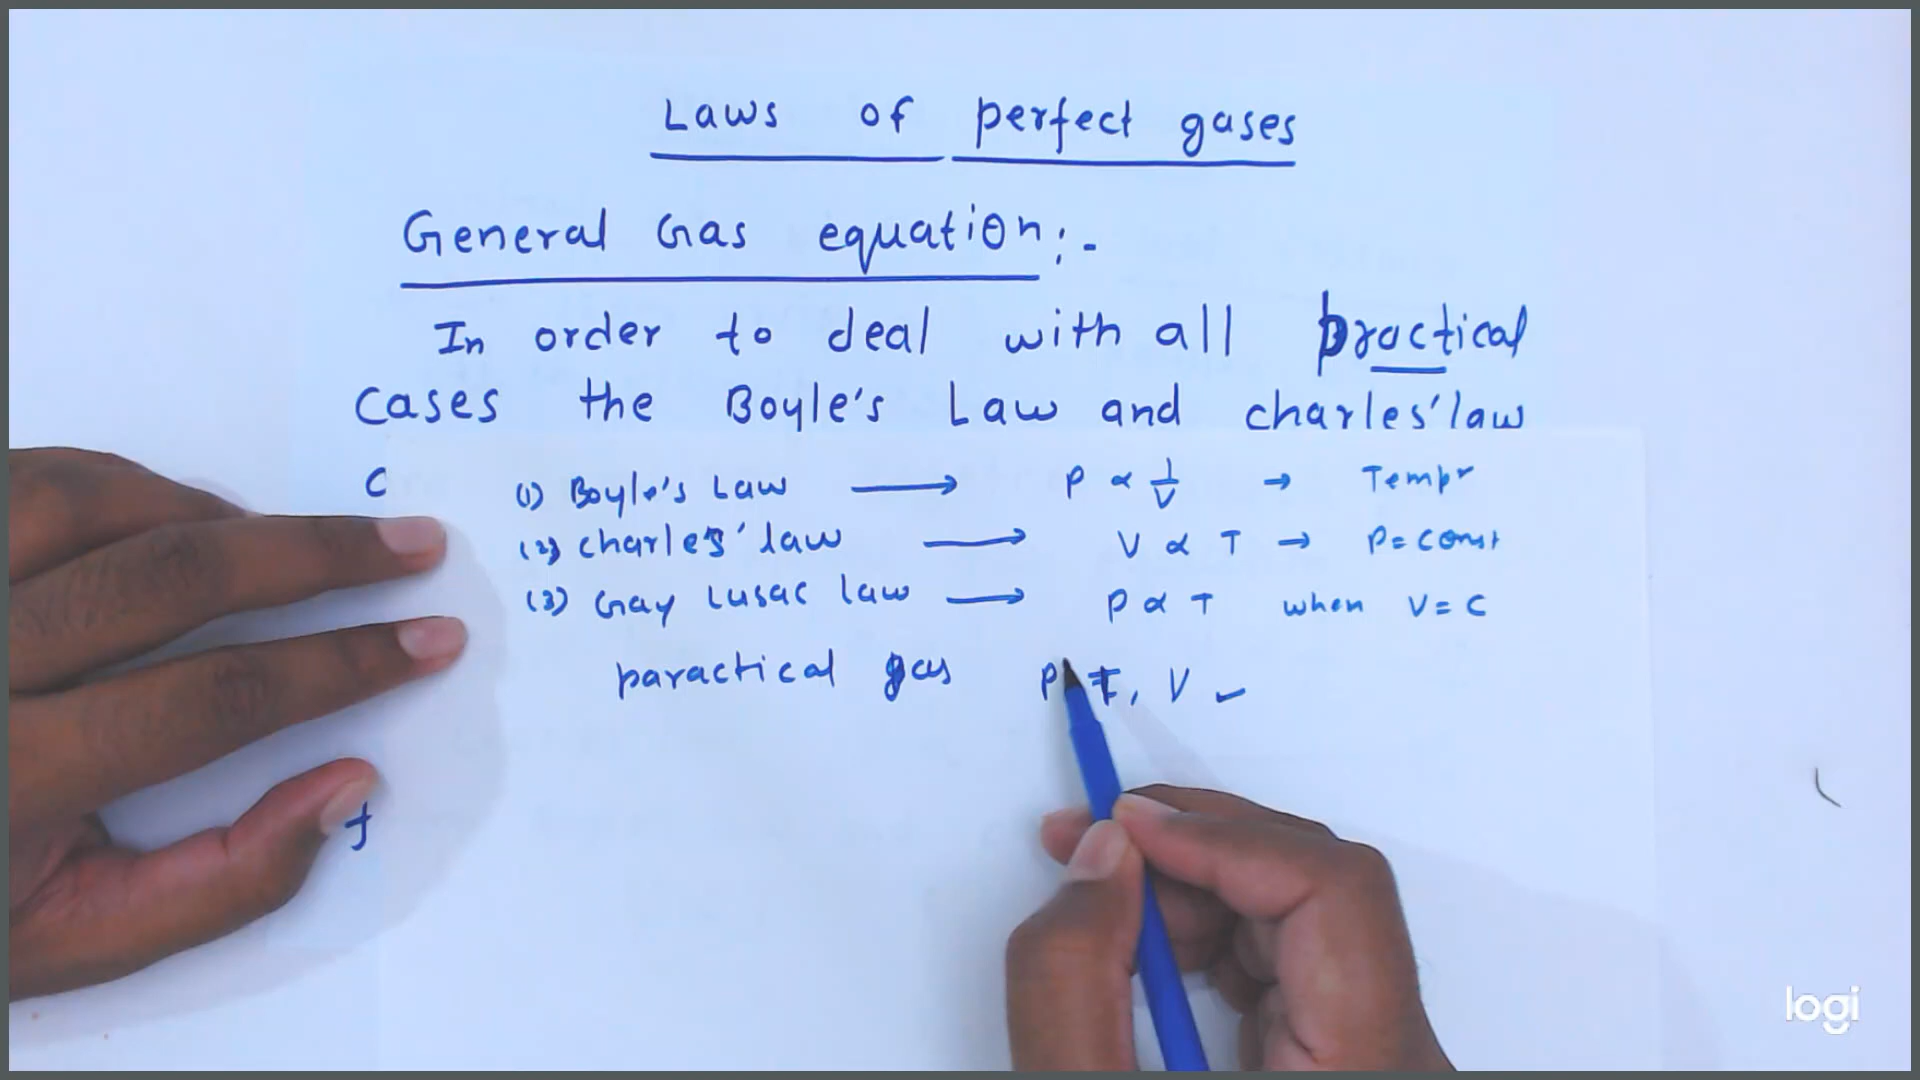 Laws of perfect gases
General Gas equation:-
In order to deal with all practical
cases the Boyle's Law and charles' law
C (1) Boyle's Law → P ∝ 1/V → Tempr
(2) charles' law → V ∝ T → P = const
(3) Gay Lusac law → P ∝ T when V = C
paractical gas P T, V
f
logi